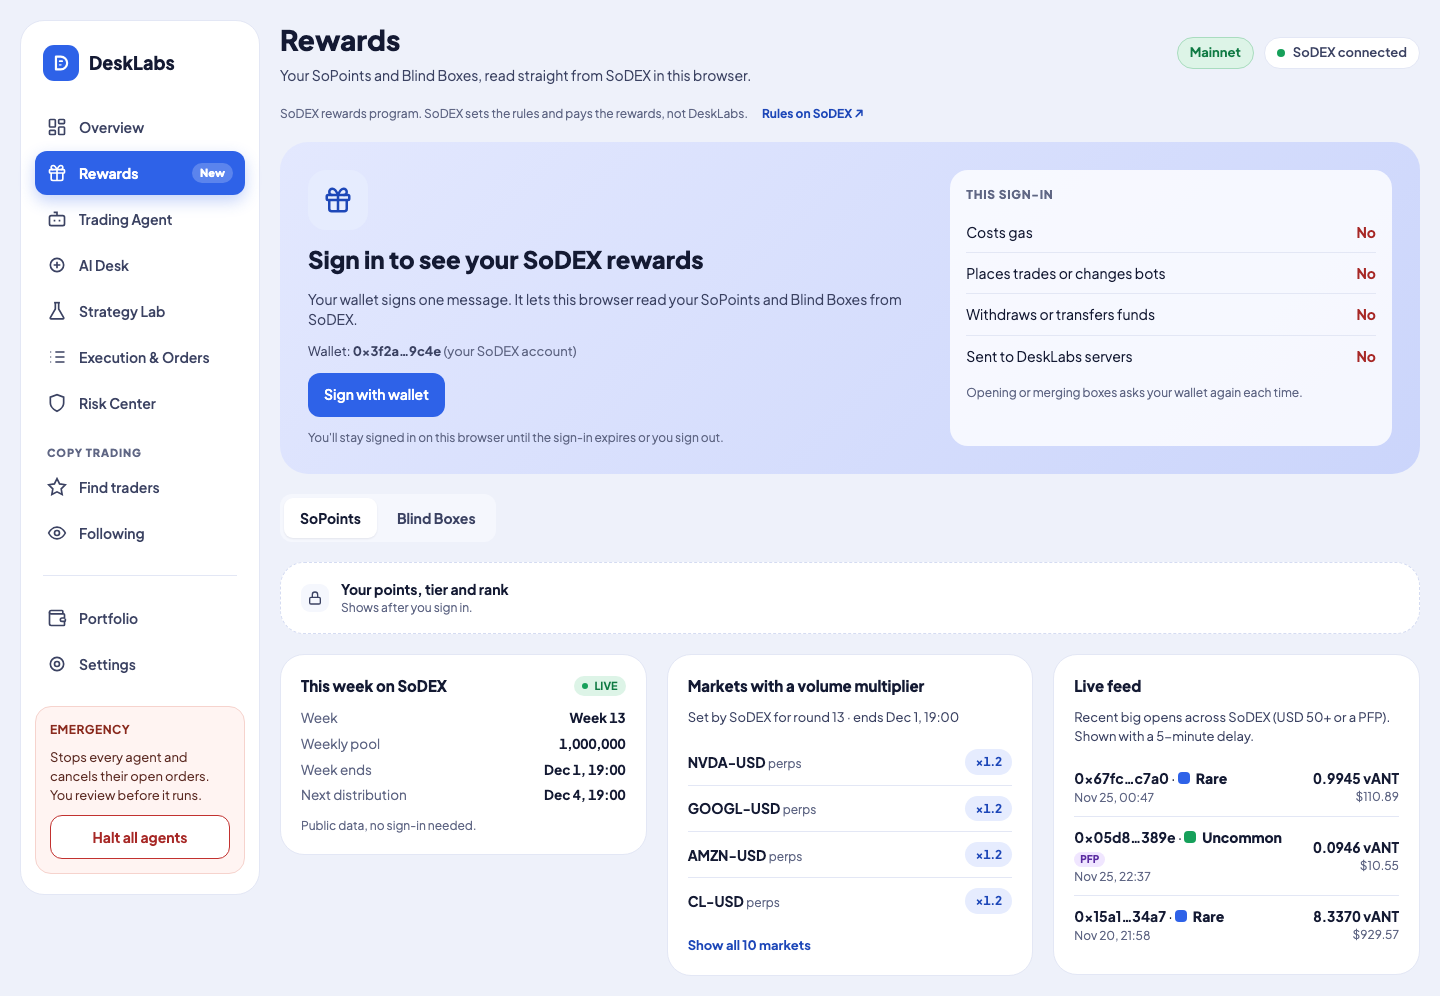 DeskLabs
Overview
Rewards New
Trading Agent
AI Desk
Strategy Lab
Execution & Orders
Risk Center
COPY TRADING
Find traders
Following
Portfolio
Settings
EMERGENCY
Stops every agent and
cancels their open orders.
You review before it runs.
Halt all agents
Rewards
Your SoPoints and Blind Boxes, read straight from SoDEX in this browser.
Mainnet
SoDEX connected
SoDEX rewards program. SoDEX sets the rules and pays the rewards, not DeskLabs. Rules on SoDEX ↗
Sign in to see your SoDEX rewards
Your wallet signs one message. It lets this browser read your SoPoints and Blind Boxes from
SoDEX.
Wallet: 0x3f2a…9c4e (your SoDEX account)
Sign with wallet
You'll stay signed in on this browser until the sign-in expires or you sign out.
THIS SIGN-IN
Costs gas No
Places trades or changes bots No
Withdraws or transfers funds No
Sent to DeskLabs servers No
Opening or merging boxes asks your wallet again each time.
SoPoints Blind Boxes
Your points, tier and rank
Shows after you sign in.
This week on SoDEX LIVE
Week Week 13
Weekly pool 1,000,000
Week ends Dec 1, 19:00
Next distribution Dec 4, 19:00
Public data, no sign-in needed.
Markets with a volume multiplier
Set by SoDEX for round 13 · ends Dec 1, 19:00
NVDA-USD perps ×1.2
GOOGL-USD perps ×1.2
AMZN-USD perps ×1.2
CL-USD perps ×1.2
Show all 10 markets
Live feed
Recent big opens across SoDEX (USD 50+ or a PFP).
Shown with a 5-minute delay.
0x67fc…c7a0 · Rare 0.9945 vANT
Nov 25, 00:47 $110.89
0x05d8…389e · Uncommon 0.0946 vANT
PFP $10.55
Nov 25, 22:37
0x15a1…34a7 · Rare 8.3370 vANT
Nov 20, 21:58 $929.57